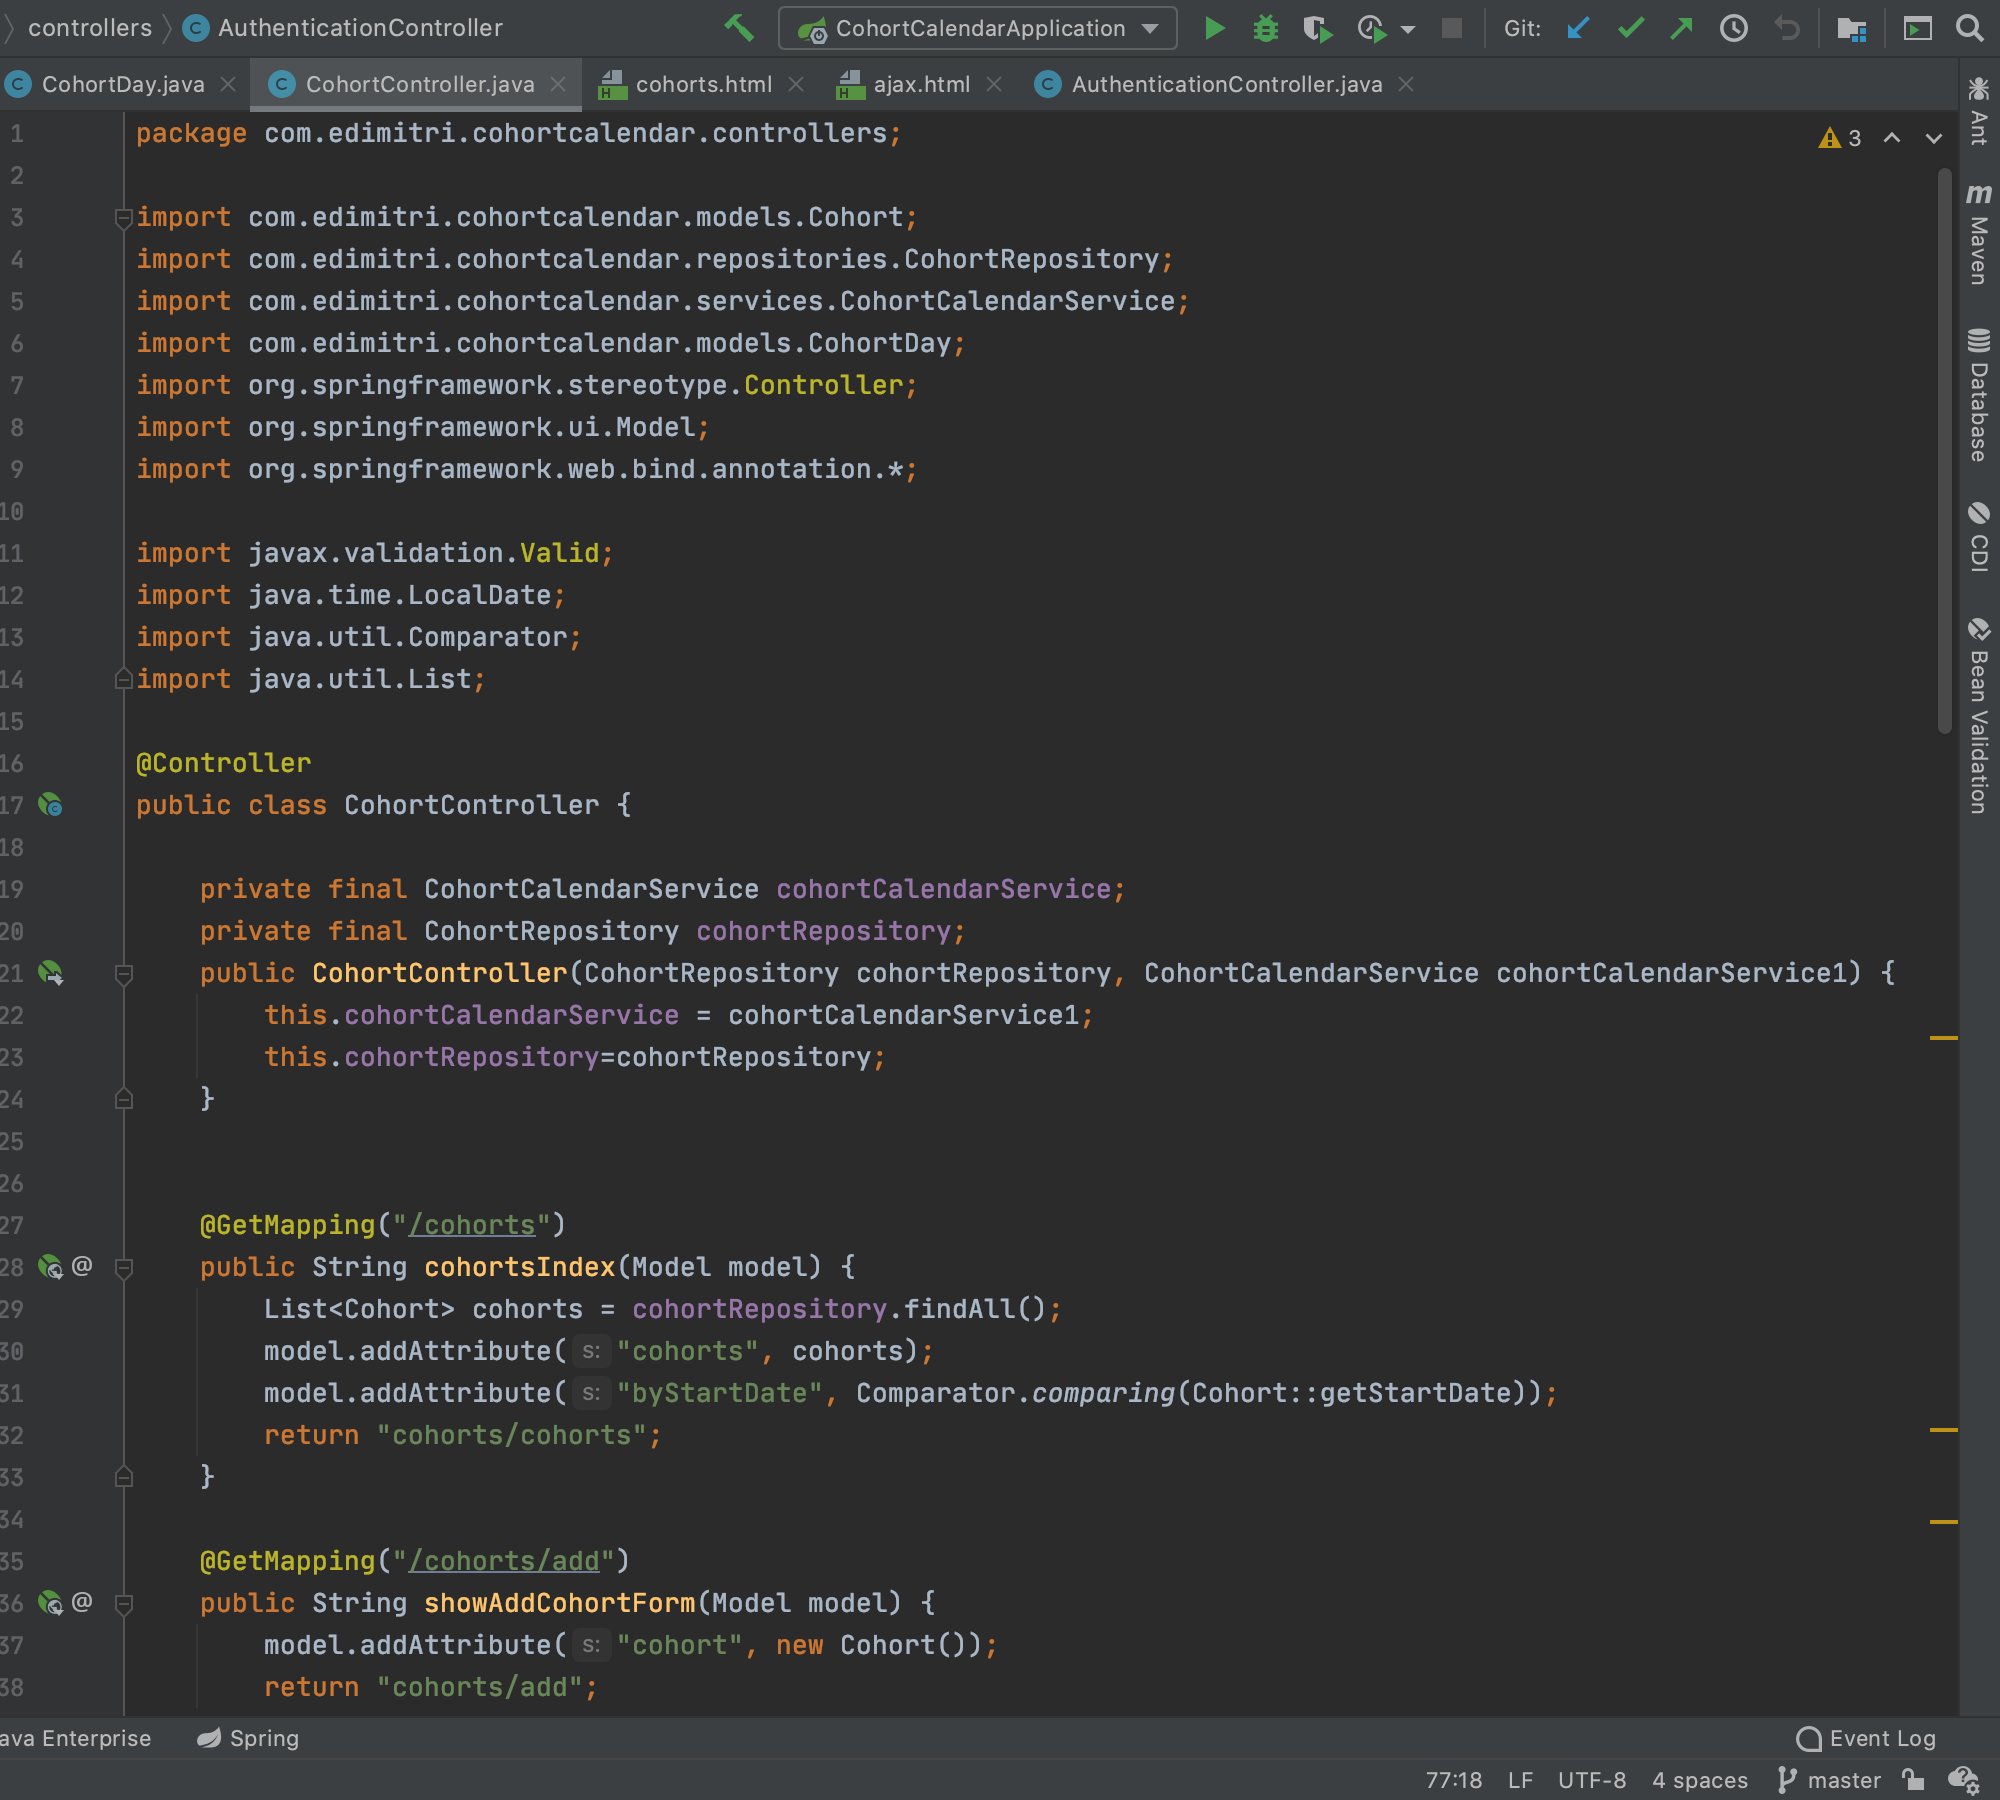 controllers AuthenticationController CohortCalendarApplication Git:
CohortDay.java CohortController.java cohorts.html ajax.html AuthenticationController.java
1 package com.edimitri.cohortcalendar.controllers; 3
2
3 import com.edimitri.cohortcalendar.models.Cohort;
4 import com.edimitri.cohortcalendar.repositories.CohortRepository;
5 import com.edimitri.cohortcalendar.services.CohortCalendarService;
6 import com.edimitri.cohortcalendar.models.CohortDay;
7 import org.springframework.stereotype.Controller;
8 import org.springframework.ui.Model;
9 import org.springframework.web.bind.annotation.*;
10
11 import javax.validation.Valid;
12 import java.time.LocalDate;
13 import java.util.Comparator;
14 import java.util.List;
15
16 @Controller
17 public class CohortController {
18
19 private final CohortCalendarService cohortCalendarService;
20 private final CohortRepository cohortRepository;
21 public CohortController(CohortRepository cohortRepository, CohortCalendarService cohortCalendarService1) {
22 this.cohortCalendarService = cohortCalendarService1;
23 this.cohortRepository=cohortRepository;
24 }
25
26
27 @GetMapping("/cohorts")
28 @ public String cohortsIndex(Model model) {
29 List<Cohort> cohorts = cohortRepository.findAll();
30 model.addAttribute( s: "cohorts", cohorts);
31 model.addAttribute( s: "byStartDate", Comparator.comparing(Cohort::getStartDate));
32 return "cohorts/cohorts";
33 }
34
35 @GetMapping("/cohorts/add")
36 @ public String showAddCohortForm(Model model) {
37 model.addAttribute( s: "cohort", new Cohort());
38 return "cohorts/add";
Ant
m Maven
Database
CDI
Bean Validation
ava Enterprise Spring Event Log
77:18 LF UTF-8 4 spaces master